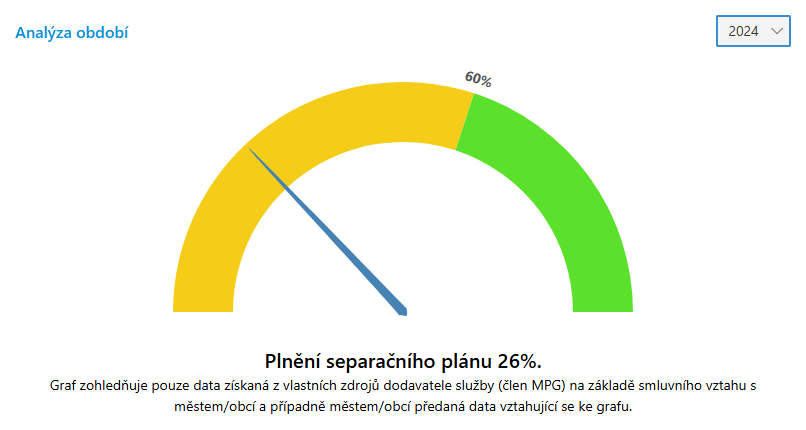 Analýza období
2024
60%
Plnění separačního plánu 26%.
Graf zohledňuje pouze data získaná z vlastních zdrojů dodavatele služby (člen MPG) na základě smluvního vztahu s
městem/obcí a případně městem/obcí předaná data vztahující se ke grafu.